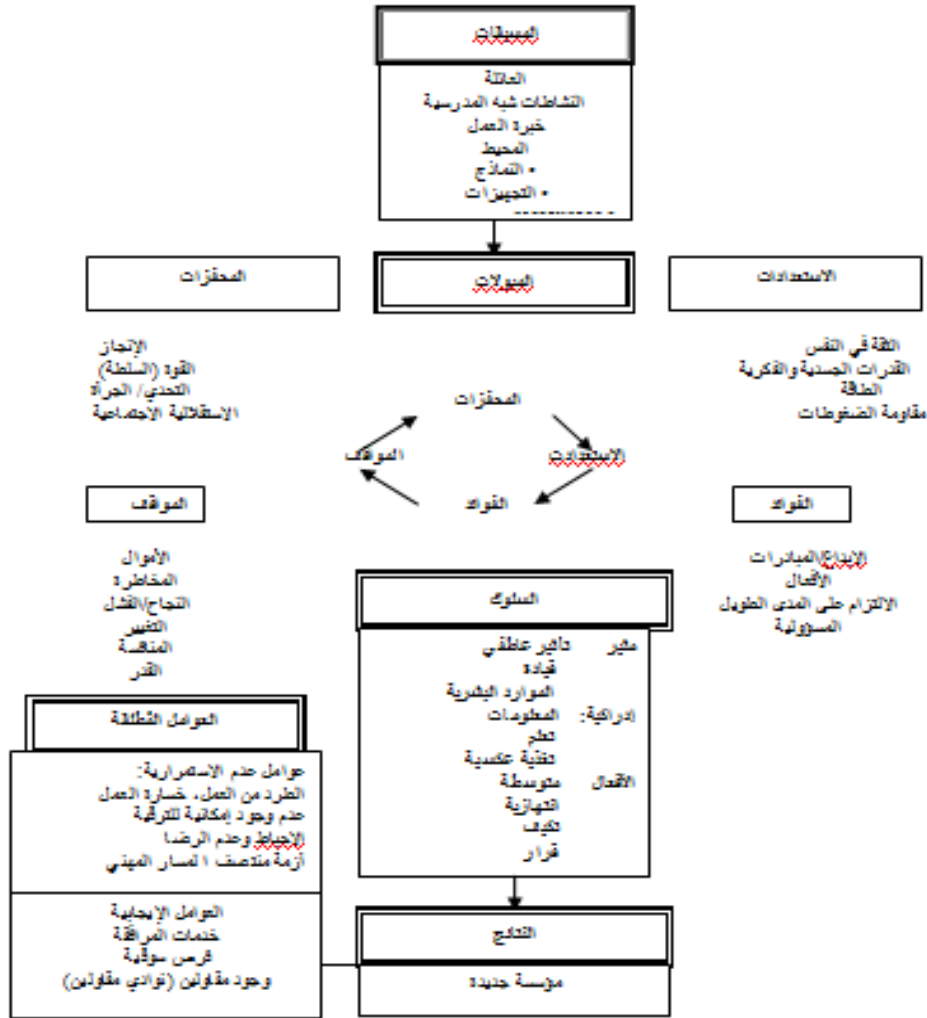 المسبقات
العائلة
النشاطات شبه المدرسية
خبرة العمل
المحيط
• النماذج
• التجهيزات
المحفزات
الميولات
الاستعدادات
الإنجاز
القوة (السلطة)
التحدي/ الجرأة
الاستقلالية الاجتماعية
الثقة في النفس
القدرات الجسدية والفكرية
الطاقة
مقاومة الضغوطات
المحفزات
المواقف
الاستعدادت
الفوائد
المواقف
الفوائد
الأموال
المخاطرة
النجاح/الفشل
التغيير
المنافسة
القدر
الإبداع/المبادرات
الأفعال
الالتزام على المدى الطويل
المسؤولية
السلوك
مثير تأثير عاطفي
قيادة
الموارد البشرية
إدراكية: المعلومات
تعلم
تغذية عكسية
الأفعال متوسطة
انتهازية
تكيف
قرار
العوامل
عوامل عدم الاستمرارية:
الطرد من العمل، خسارة العمل
عدم وجود إمكانية للترقية
الإحباط وعدم الرضا
أزمة منتصف المسار المهني
العوامل الإيجابية
خدمات المرافقة
فرص سوقية
وجود مقاولين (نوادي مقاولين)
النتائج
مؤسسة جديدة